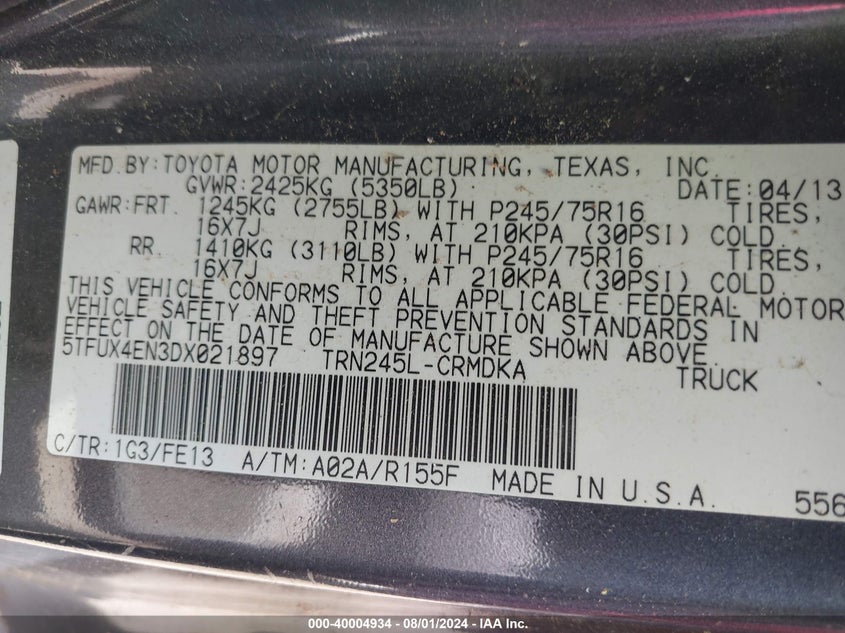 MFD.BY:TOYOTA MOTOR MANUFACTURING, TEXAS, INC.
GVWR:2425KG (5350LB) DATE:04/13
GAWR:FRT. 1245KG (2755LB) WITH P245/75R16 TIRES,
16X7J RIMS, AT 210KPA (30PSI) COLD.
RR. 1410KG (3110LB) WITH P245/75R16 TIRES,
16X7J RIMS, AT 210KPA (30PSI) COLD.
THIS VEHICLE CONFORMS TO ALL APPLICABLE FEDERAL MOTOR
VEHICLE SAFETY AND THEFT PREVENTION STANDARDS IN
EFFECT ON THE DATE OF MANUFACTURE SHOWN ABOVE.
5TFUX4EN3DX021897 TRN245L-CRMDKA TRUCK
C/TR:1G3/FE13 A/TM:A02A/R155F MADE IN U.S.A. 556
000-40004934 - 08/01/2024 - IAA Inc.